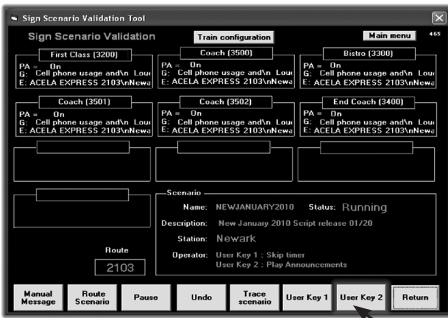 Sign Scenario Validation Tool
Sign Scenario Validation
Train configuration
Main menu
465
First Class (3200)
PA = On
G: Cell phone usage and\n Lou
E: ACELA EXPRESS 2103\nNewa
Coach (3500)
PA = On
G: Cell phone usage and\n Lou
E: ACELA EXPRESS 2103\nNewa
Bistro (3300)
PA = On
G: Cell phone usage and\n Lou
E: ACELA EXPRESS 2103\nNewa
Coach (3501)
PA = On
G: Cell phone usage and\n Lou
E: ACELA EXPRESS 2103\nNewa
Coach (3502)
PA = On
G: Cell phone usage and\n Lou
E: ACELA EXPRESS 2103\nNewa
End Coach (3400)
PA = On
G: Cell phone usage and\n Lou
E: ACELA EXPRESS 2103\nNewa
Scenario
Name: NEWJANUARY2010 Status: Running
Description: New January 2010 Script release 01/20
Station: Newark
Operator: User Key 1 : Skip timer
User Key 2 : Play Announcements
Route
2103
Manual Message
Route Scenario
Pause
Undo
Trace scenario
User Key 1
User Key 2
Return